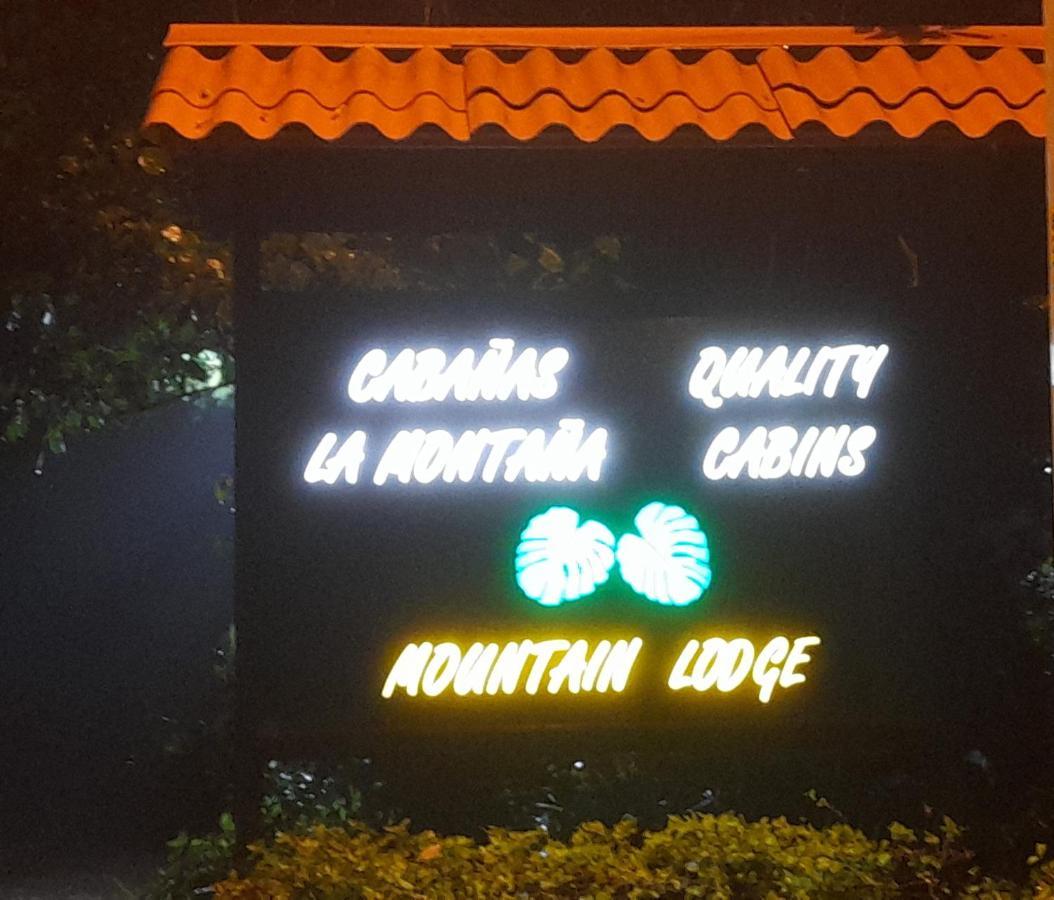 CABAÑAS
LA MONTAÑA
QUALITY
CABINS
MOUNTAIN LODGE